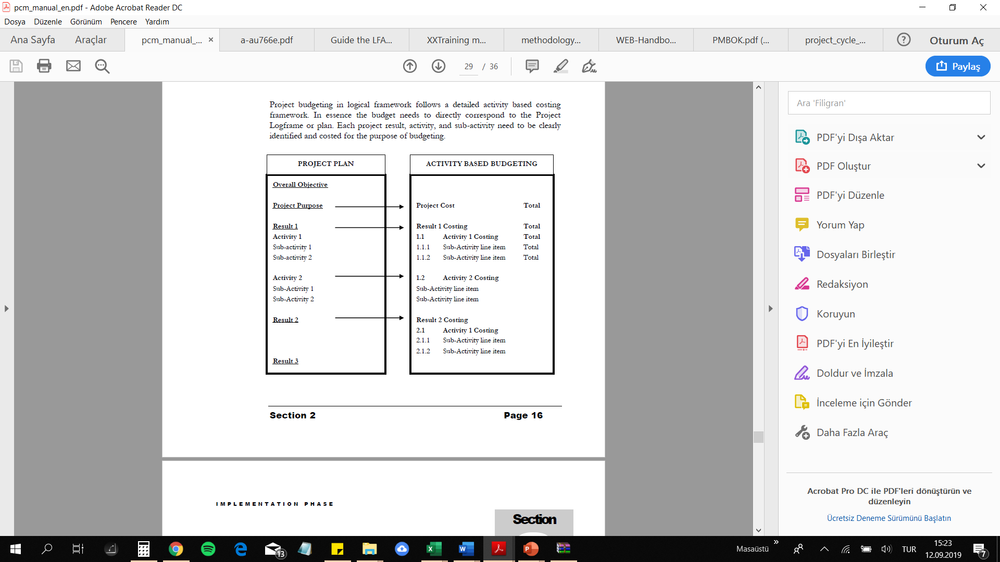 pcm_manual_en.pdf - Adobe Acrobat Reader DC
Dosya Düzenle Görünüm Pencere Yardım
Ana Sayfa Araçlar pcm_manual_... × a-au766e.pdf Guide the LFA... XXTraining m... methodology... WEB-Handbo... PMBOK.pdf (... project_cycle_... ? Oturum Aç
29 / 36 Paylaş
Project budgeting in logical framework follows a detailed activity based costing
framework. In essence the budget needs to directly correspond to the Project
Logframe or plan. Each project result, activity, and sub-activity need to be clearly
identified and costed for the purpose of budgeting.
PROJECT PLAN
Overall Objective
Project Purpose
Result 1
Activity 1
Sub-activity 1
Sub-activity 2
Activity 2
Sub-Activity 1
Sub-Activity 2
Result 2
Result 3
ACTIVITY BASED BUDGETING
Project Cost Total
Result 1 Costing Total
1.1 Activity 1 Costing Total
1.1.1 Sub-Activity line item Total
1.1.2 Sub-Activity line item Total
1.2 Activity 2 Costing
Sub-Activity line item
Sub-Activity line item
Result 2 Costing
2.1 Activity 1 Costing
2.1.1 Sub-Activity line item
2.1.2 Sub-Activity line item
Section 2 Page 16
IMPLEMENTATION PHASE
Section
Ara 'Filigran'
PDF'yi Dışa Aktar
PDF Oluştur
PDF'yi Düzenle
Yorum Yap
Dosyaları Birleştir
Redaksiyon
Koruyun
PDF'yi En İyileştir
Doldur ve İmzala
İnceleme için Gönder
Daha Fazla Araç
Acrobat Pro DC ile PDF'leri dönüştürün ve
düzenleyin
Ücretsiz Deneme Sürümünü Başlatın
13
Masaüstü » TUR
15:23
12.09.2019
7